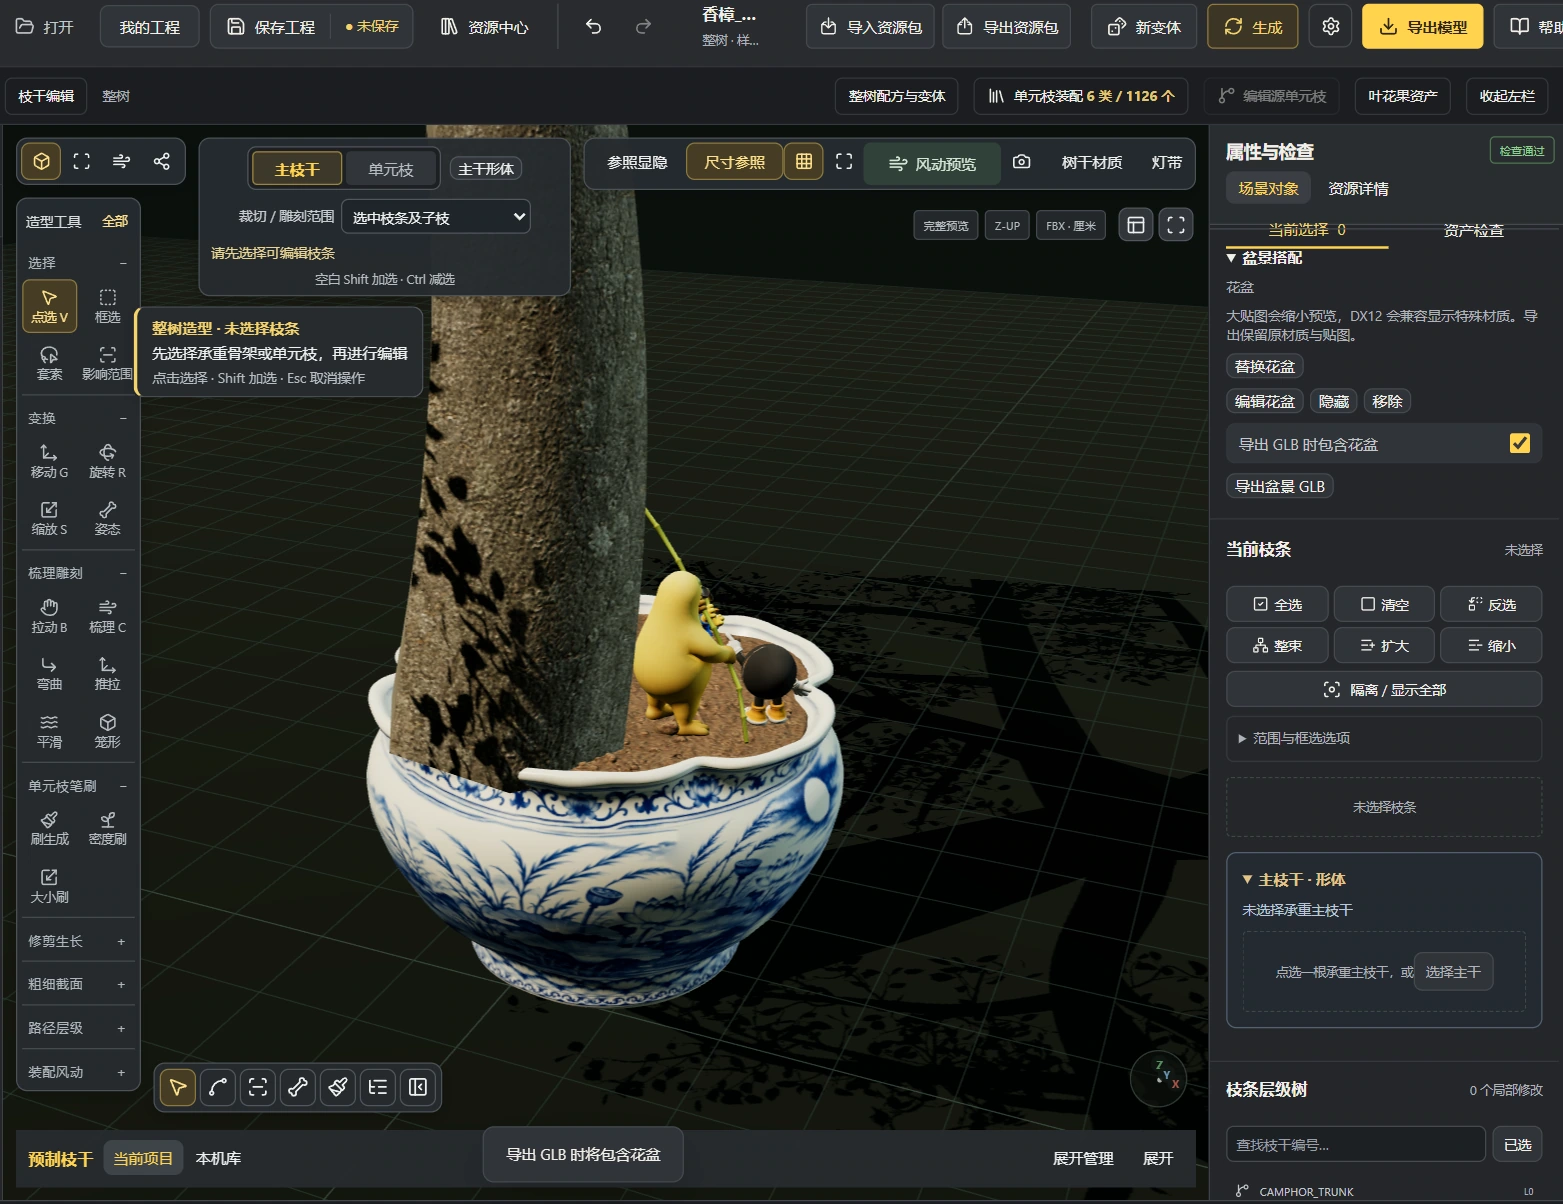 打开
我的工程
保存工程
● 未保存
资源中心
香樟_...
整树 · 样...
导入资源包
导出资源包
新变体
生成
导出模型
枝干编辑
整树
整树配方与变体
单元枝装配 6 类 / 1126 个
编辑源单元枝
叶花果资产
收起左栏
主枝干
单元枝
主干形体
裁切 / 雕刻范围
选中枝条及子枝
请先选择可编辑枝条
空白 Shift 加选 · Ctrl 减选
参照显隐
尺寸参照
风动预览
树干材质
灯带
完整预览
Z-UP
FBX · 厘米
造型工具
全部
选择
−
点选 V
框选
套索
影响范围
整树造型 · 未选择枝条
先选择承重骨架或单元枝，再进行编辑
点击选择 · Shift 加选 · Esc 取消操作
变换
−
移动 G
旋转 R
缩放 S
姿态
梳理雕刻
−
拉动 B
梳理 C
弯曲
推拉
平滑
笼形
单元枝笔刷
−
刷生成
密度刷
大小刷
修剪生长
+
粗细截面
+
路径层级
+
装配风动
+
Z
Y
X
预制枝干
当前项目
本机库
导出 GLB 时将包含花盆
展开管理
展开
属性与检查
检查通过
场景对象
资源详情
当前选择 0
资产检查
▼ 盆景搭配
花盆
大贴图会缩小预览，DX12 会兼容显示特殊材质。导
出保留原材质与贴图。
替换花盆
编辑花盆
隐藏
移除
导出 GLB 时包含花盆
导出盆景 GLB
当前枝条
未选择
全选
清空
反选
整束
扩大
缩小
隔离 / 显示全部
▶ 范围与框选选项
未选择枝条
▼ 主枝干 · 形体
未选择承重主枝干
点选一根承重主枝干，或
选择主干
枝条层级树
0 个局部修改
查找枝干编号...
已选
CAMPHOR_TRUNK
L0